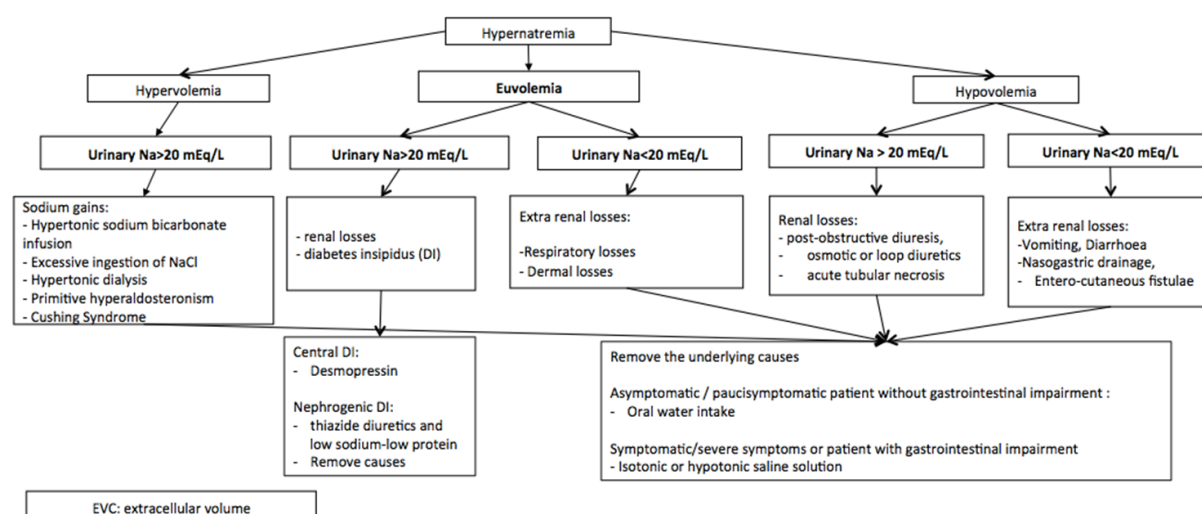 Hypernatremia
Hypervolemia
Euvolemia
Hypovolemia
Urinary Na>20 mEq/L
Urinary Na>20 mEq/L
Urinary Na<20 mEq/L
Urinary Na > 20 mEq/L
Urinary Na<20 mEq/L
Sodium gains:
- Hypertonic sodium bicarbonate
infusion
- Excessive ingestion of NaCl
- Hypertonic dialysis
- Primitive hyperaldosteronism
- Cushing Syndrome
- renal losses
- diabetes insipidus (DI)
Extra renal losses:
-Respiratory losses
- Dermal losses
Renal losses:
- post-obstructive diuresis,
- osmotic or loop diuretics
- acute tubular necrosis
Extra renal losses:
-Vomiting, Diarrhoea
-Nasogastric drainage,
- Entero-cutaneous fistulae
Central DI:
- Desmopressin
Nephrogenic DI:
- thiazide diuretics and
low sodium-low protein
- Remove causes
Remove the underlying causes
Asymptomatic / paucisymptomatic patient without gastrointestinal impairment :
- Oral water intake
Symptomatic/severe symptoms or patient with gastrointestinal impairment
- Isotonic or hypotonic saline solution
EVC: extracellular volume